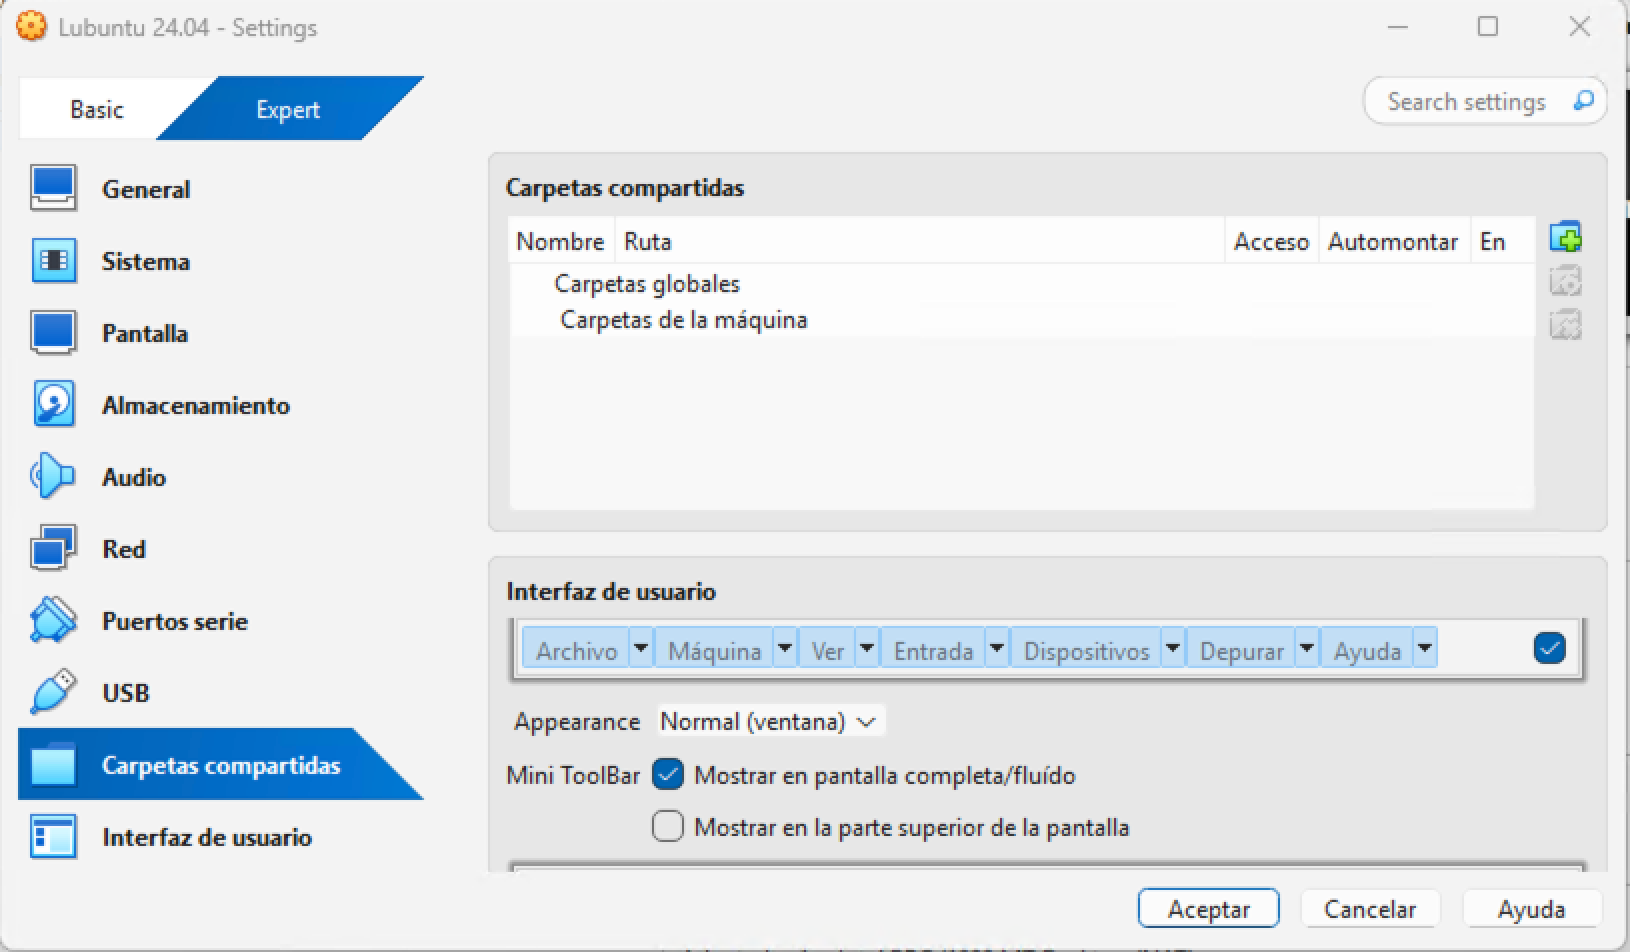 Lubuntu 24.04 - Settings
Basic
Expert
Search settings
General
Sistema
Pantalla
Almacenamiento
Audio
Red
Puertos serie
USB
Carpetas compartidas
Interfaz de usuario
Carpetas compartidas
Nombre Ruta Acceso Automontar En
Carpetas globales
Carpetas de la máquina
Interfaz de usuario
Archivo Máquina Ver Entrada Dispositivos Depurar Ayuda
Appearance Normal (ventana)
Mini ToolBar Mostrar en pantalla completa/fluído
Mostrar en la parte superior de la pantalla
Aceptar Cancelar Ayuda